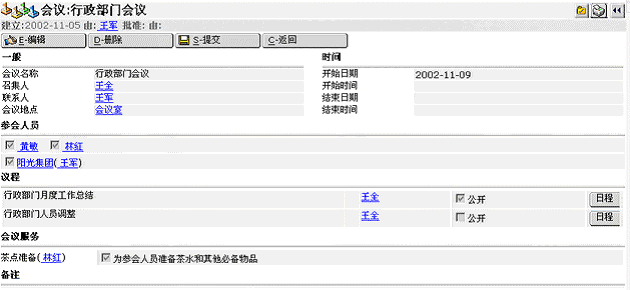 会议:行政部门会议
建立:2002-11-05 由: 王军 批准: 由:
E-编辑 D-删除 S-提交 C-返回
一般 时间
会议名称 行政部门会议 开始日期 2002-11-09
召集人 王全 开始时间
联系人 王军 结束日期
会议地点 会议室 结束时间
参会人员
黄敏 林红
阳光集团( 王军)
议程
行政部门月度工作总结 王全 公开 日程
行政部门人员调整 王全 公开 日程
会议服务
茶点准备( 林红) 为参会人员准备茶水和其他必备物品
备注